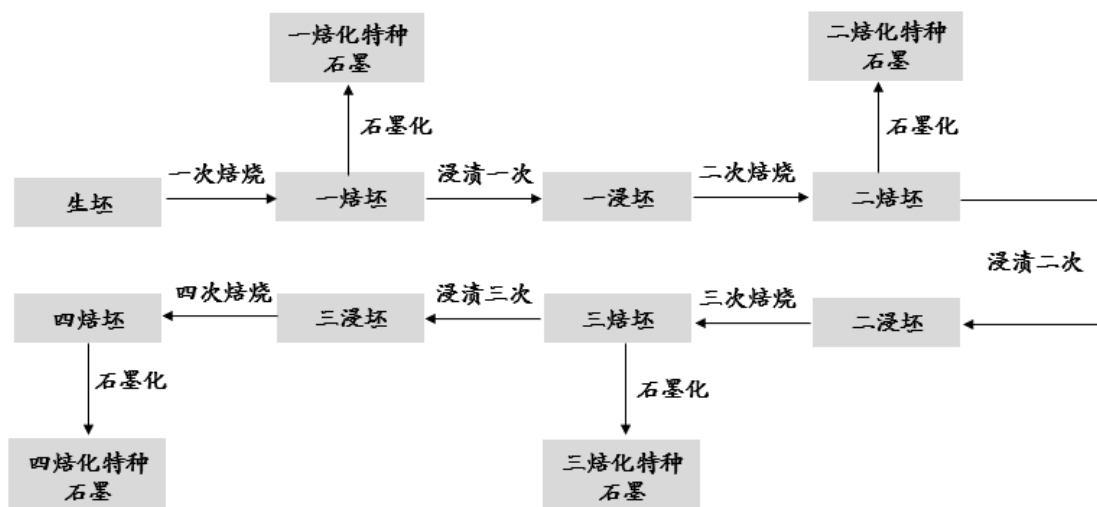 一焙化特种
石墨
二焙化特种
石墨
石墨化
石墨化
一次焙烧
浸渍一次
二次焙烧
生坯
一焙坯
一浸坯
二焙坯
浸渍二次
四次焙烧
浸渍三次
三次焙烧
四焙坯
三浸坯
三焙坯
二浸坯
石墨化
石墨化
四焙化特种
石墨
三焙化特种
石墨